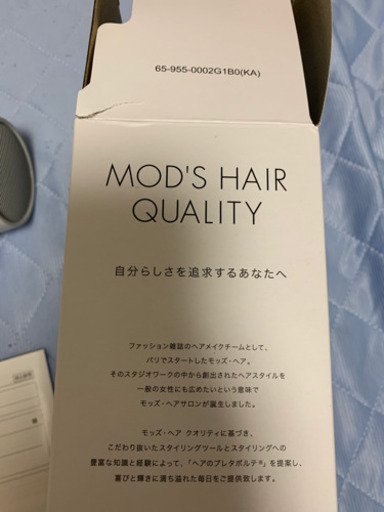 65-955-0002G1B0(KA)
MOD'S HAIR
QUALITY
自分らしさを追求するあなたへ
ファッション雑誌のヘアメイクチームとして、
パリでスタートしたモッズ・ヘア。
そのスタジオワークの中から創出されたヘアスタイルを
一般の女性にも広めたいという意味で
モッズ・ヘアサロンが誕生しました。
モッズ・ヘア クオリティに基づき、
こだわり抜いたスタイリングツールとスタイリングへの
豊富な知識と経験によって、「ヘアのプレタポルテ®」を提案し、
喜びと輝きに満ち溢れた毎日をご提供致します。